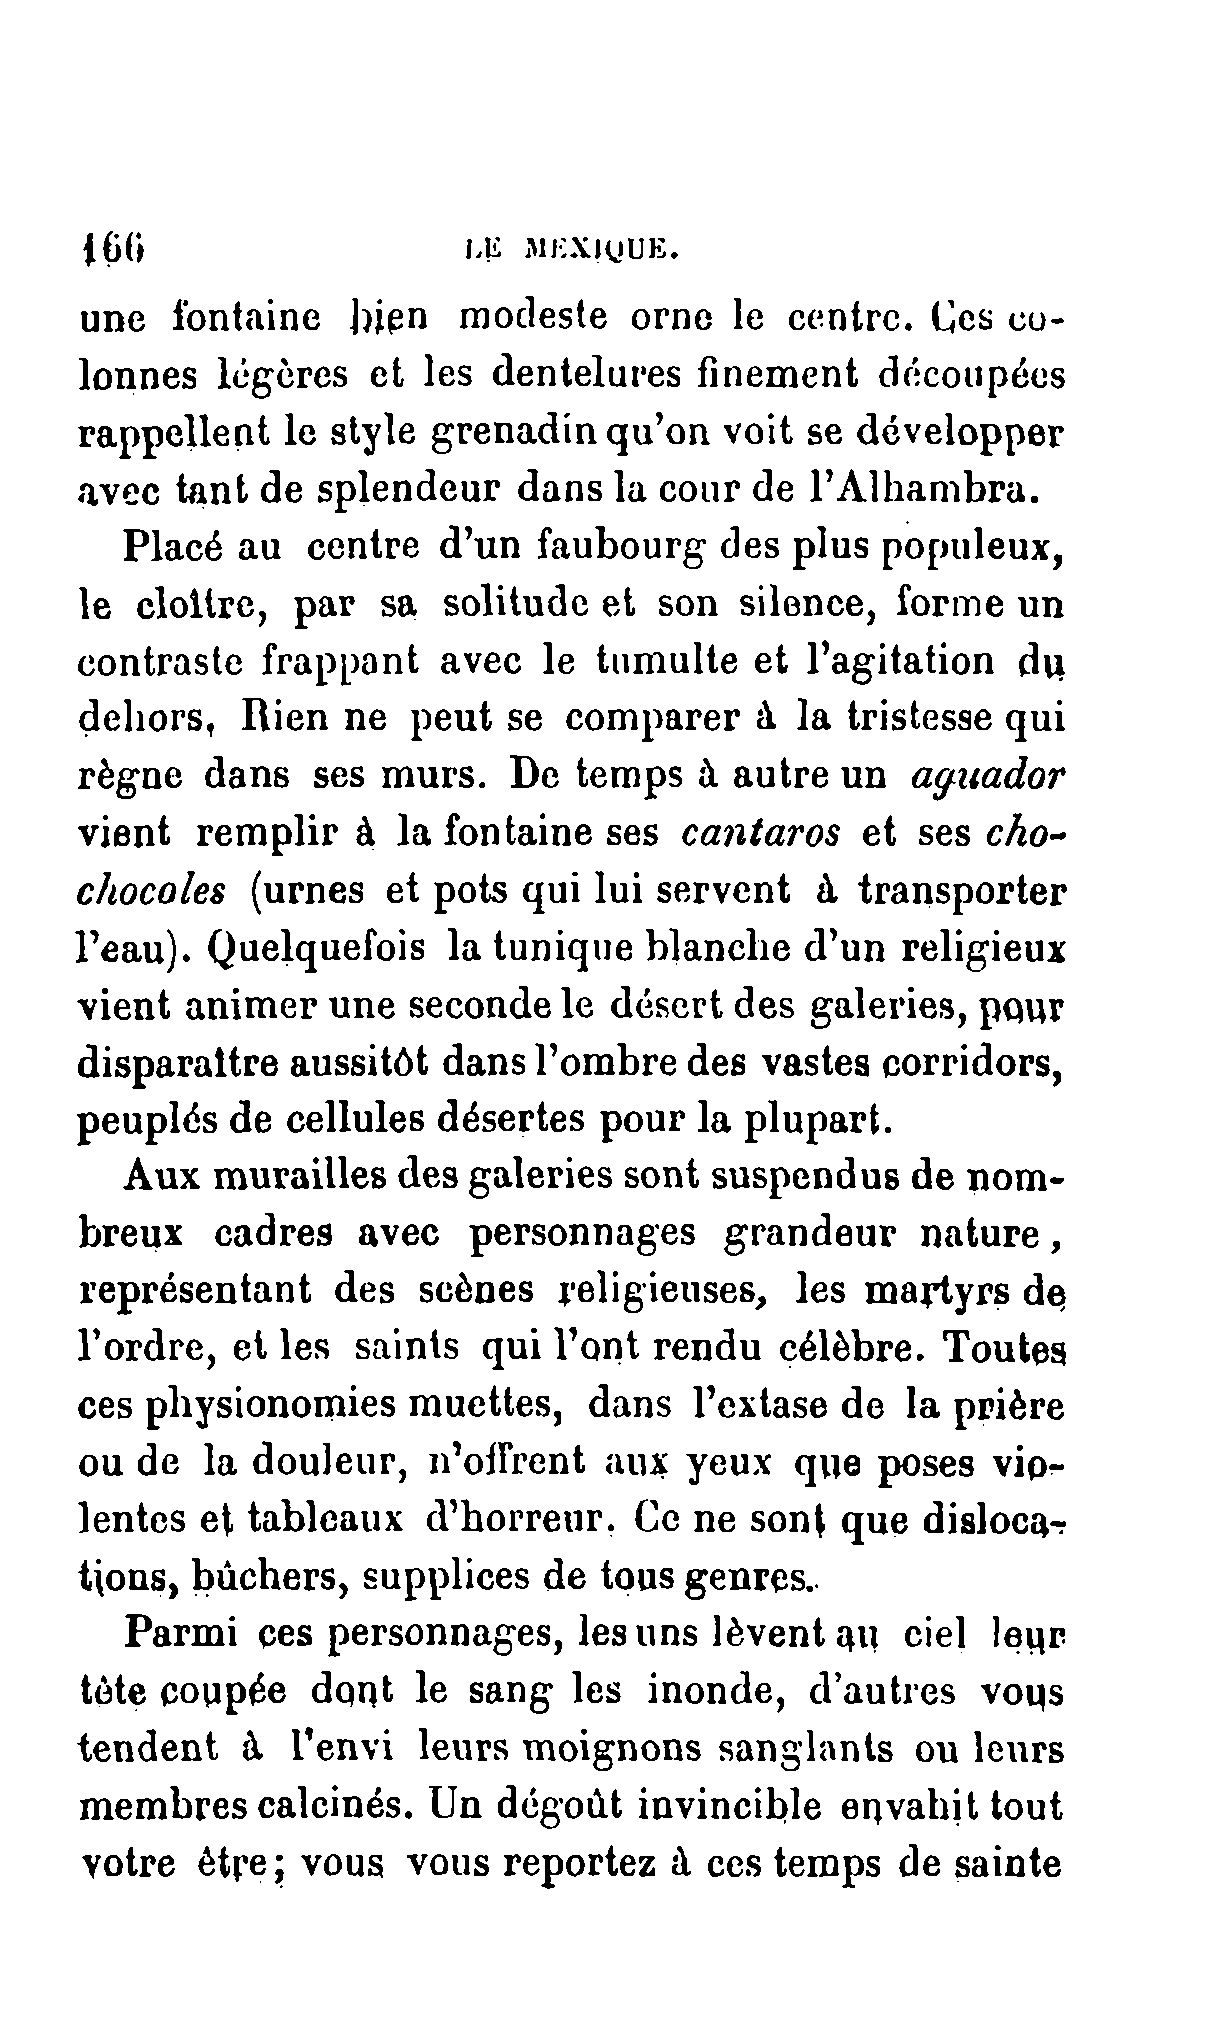 166 LE MEXIQUE.
une fontaine bien modeste orne le centre. Ces co-
lonnes légères et les dentelures finement découpées
rappellent le style grenadin qu'on voit se développer
avec tant de splendeur dans la cour de l'Alhambra.
Placé au centre d'un faubourg des plus populeux,
le cloître, par sa solitude et son silence, forme un
contraste frappant avec le tumulte et l'agitation du
dehors. Rien ne peut se comparer à la tristesse qui
règne dans ses murs. De temps à autre un aguador
vient remplir à la fontaine ses cantaros et ses cho-
chocoles (urnes et pots qui lui servent à transporter
l'eau). Quelquefois la tunique blanche d'un religieux
vient animer une seconde le désert des galeries, pour
disparaître aussitôt dans l'ombre des vastes corridors,
peuplés de cellules désertes pour la plupart.
Aux murailles des galeries sont suspendus de nom-
breux cadres avec personnages grandeur nature,
représentant des scènes religieuses, les martyrs de
l'ordre, et les saints qui l'ont rendu célèbre. Toutes
ces physionomies muettes, dans l'extase de la prière
ou de la douleur, n'offrent aux yeux que poses vio-
lentes et tableaux d'horreur. Ce ne sont que disloca-
tions, bûchers, supplices de tous genres.
Parmi ces personnages, les uns lèvent au ciel leur
tête coupée dont le sang les inonde, d'autres vous
tendent à l'envi leurs moignons sanglants ou leurs
membres calcinés. Un dégoût invincible envahit tout
votre être; vous vous reportez à ces temps de sainte